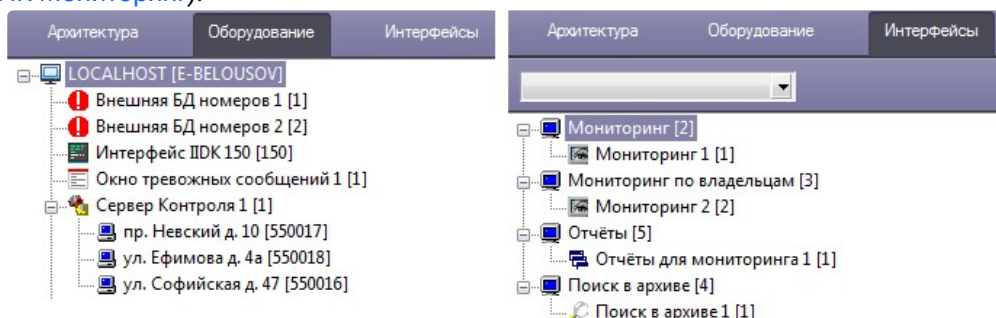 мониторинг).
Архитектура Оборудование Интерфейсы
LOCALHOST [E-BELOUSOV]
Внешняя БД номеров 1 [1]
Внешняя БД номеров 2 [2]
Интерфейс IIDK 150 [150]
Окно тревожных сообщений 1 [1]
Сервер Контроля 1 [1]
пр. Невский д. 10 [550017]
ул. Ефимова д. 4а [550018]
ул. Софийская д. 47 [550016]
Архитектура Оборудование Интерфейсы
Мониторинг [2]
Мониторинг 1 [1]
Мониторинг по владельцам [3]
Мониторинг 2 [2]
Отчёты [5]
Отчёты для мониторинга 1 [1]
Поиск в архиве [4]
Поиск в архиве 1 [1]